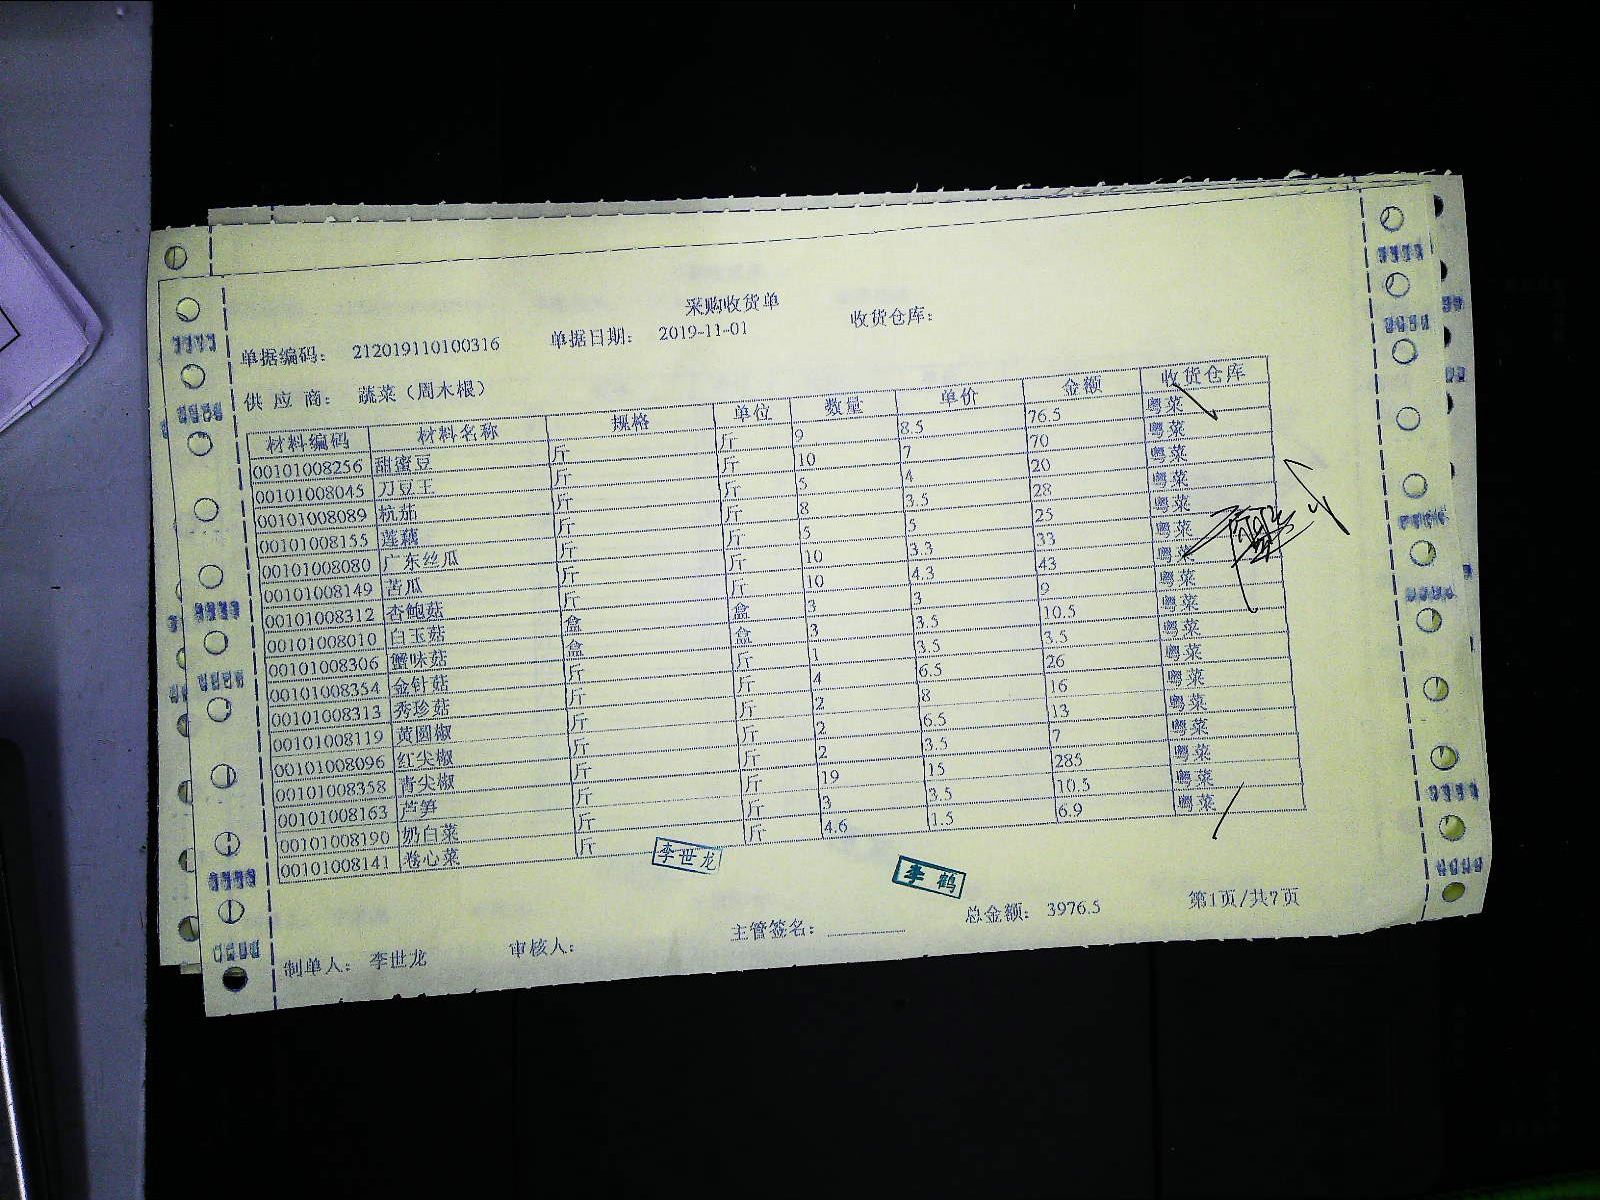 采购收货单
单据编码： 212019110100316 单据日期： 2019-11-01 收货仓库：
供 应 商： 蔬菜（周木根）
材料编码 材料名称 规格 单位 数量 单价 金额 收货仓库
00101008256 甜蜜豆 斤 斤 9 8.5 76.5 粤菜
00101008045 刀豆王 斤 斤 10 7 70 粤菜
00101008089 杭茄 斤 斤 5 4 20 粤菜
00101008155 莲藕 斤 斤 8 3.5 28 粤菜
00101008080 广东丝瓜 斤 斤 5 5 25 粤菜
00101008149 苦瓜 斤 斤 10 3.3 33 粤菜
00101008312 杏鲍菇 斤 斤 10 4.3 43 粤菜
00101008010 白玉菇 盒 盒 3 3 9 粤菜
00101008306 蟹味菇 盒 盒 3 3.5 10.5 粤菜
00101008354 金针菇 斤 斤 1 3.5 3.5 粤菜
00101008313 秀珍菇 斤 斤 4 6.5 26 粤菜
00101008119 黄圆椒 斤 斤 2 8 16 粤菜
00101008096 红尖椒 斤 斤 2 6.5 13 粤菜
00101008358 青尖椒 斤 斤 2 3.5 7 粤菜
00101008163 芦笋 斤 斤 19 15 285 粤菜
00101008190 奶白菜 斤 斤 3 3.5 10.5 粤菜
00101008141 卷心菜 斤 斤 4.6 1.5 6.9 粤菜
李世龙
李鹤
制单人： 李世龙 审核人： 主管签名： 总金额： 3976.5 第1页/共7页